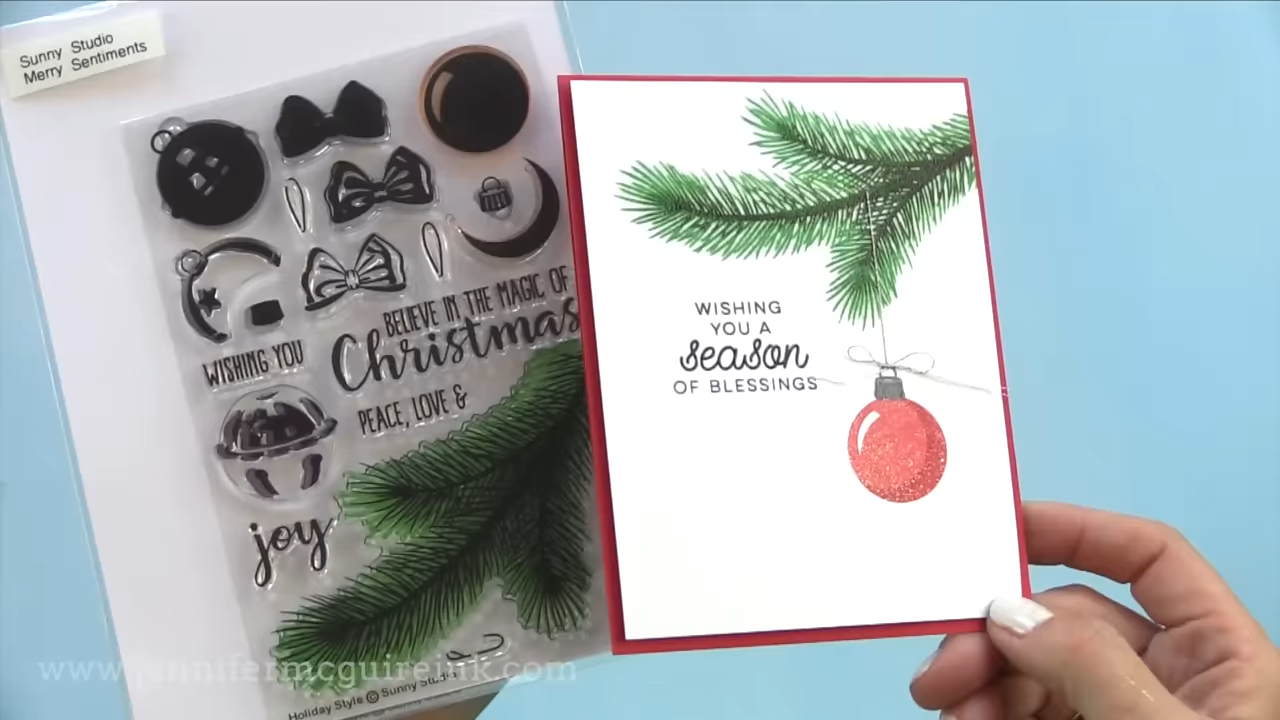 Sunny Studio
Merry Sentiments
BELIEVE IN THE MAGIC OF
Christmas
WISHING YOU
PEACE, LOVE &
joy
WISHING
YOU A
season
OF BLESSINGS
www.jennifermcguireink.com
Holiday Style © Sunny Studio